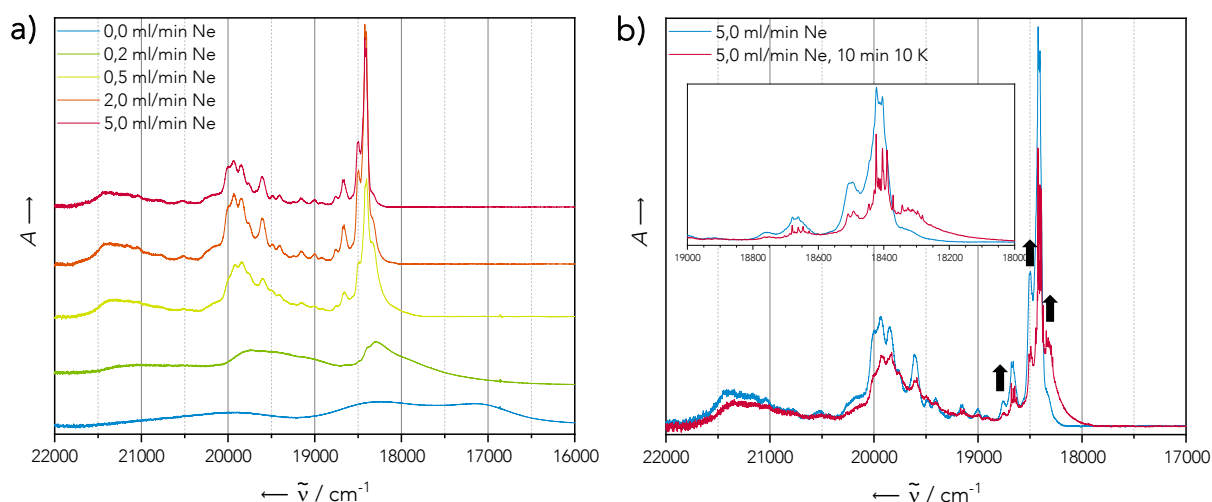 a)
0,0 ml/min Ne
0,2 ml/min Ne
0,5 ml/min Ne
2,0 ml/min Ne
5,0 ml/min Ne
A →
22000 21000 20000 19000 18000 17000 16000
← ν̃ / cm⁻¹
b)
5,0 ml/min Ne
5,0 ml/min Ne, 10 min 10 K
19000 18800 18600 18400 18200 18000
A →
22000 21000 20000 19000 18000 17000
← ν̃ / cm⁻¹